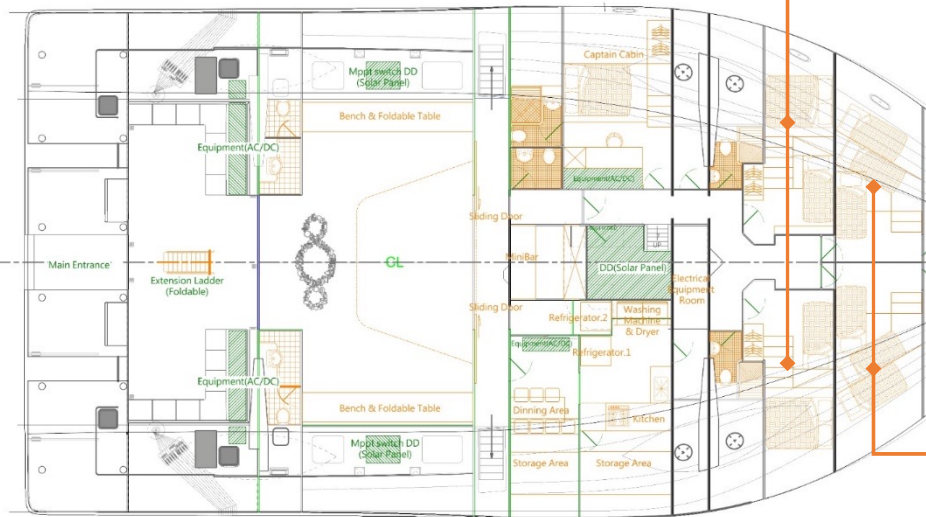 Captain Cabin
Mppt switch DD
(Solar Panel)
Bench & Foldable Table
Equipment(AC/DC)
Equipment(AC/DC)
Sliding Door
Main Entrance
Extension Ladder
(Foldable)
CL
MiniBar
UP
DD(Solar Panel)
Electrical
Equipment
Room
Sliding Door
Refrigerator.2
Washing
Machine
& Dryer
Equipment(AC/DC)
Refrigerator.1
Equipment(AC/DC)
Bench & Foldable Table
Dinning Area
Kitchen
Mppt switch DD
(Solar Panel)
Storage Area
Storage Area